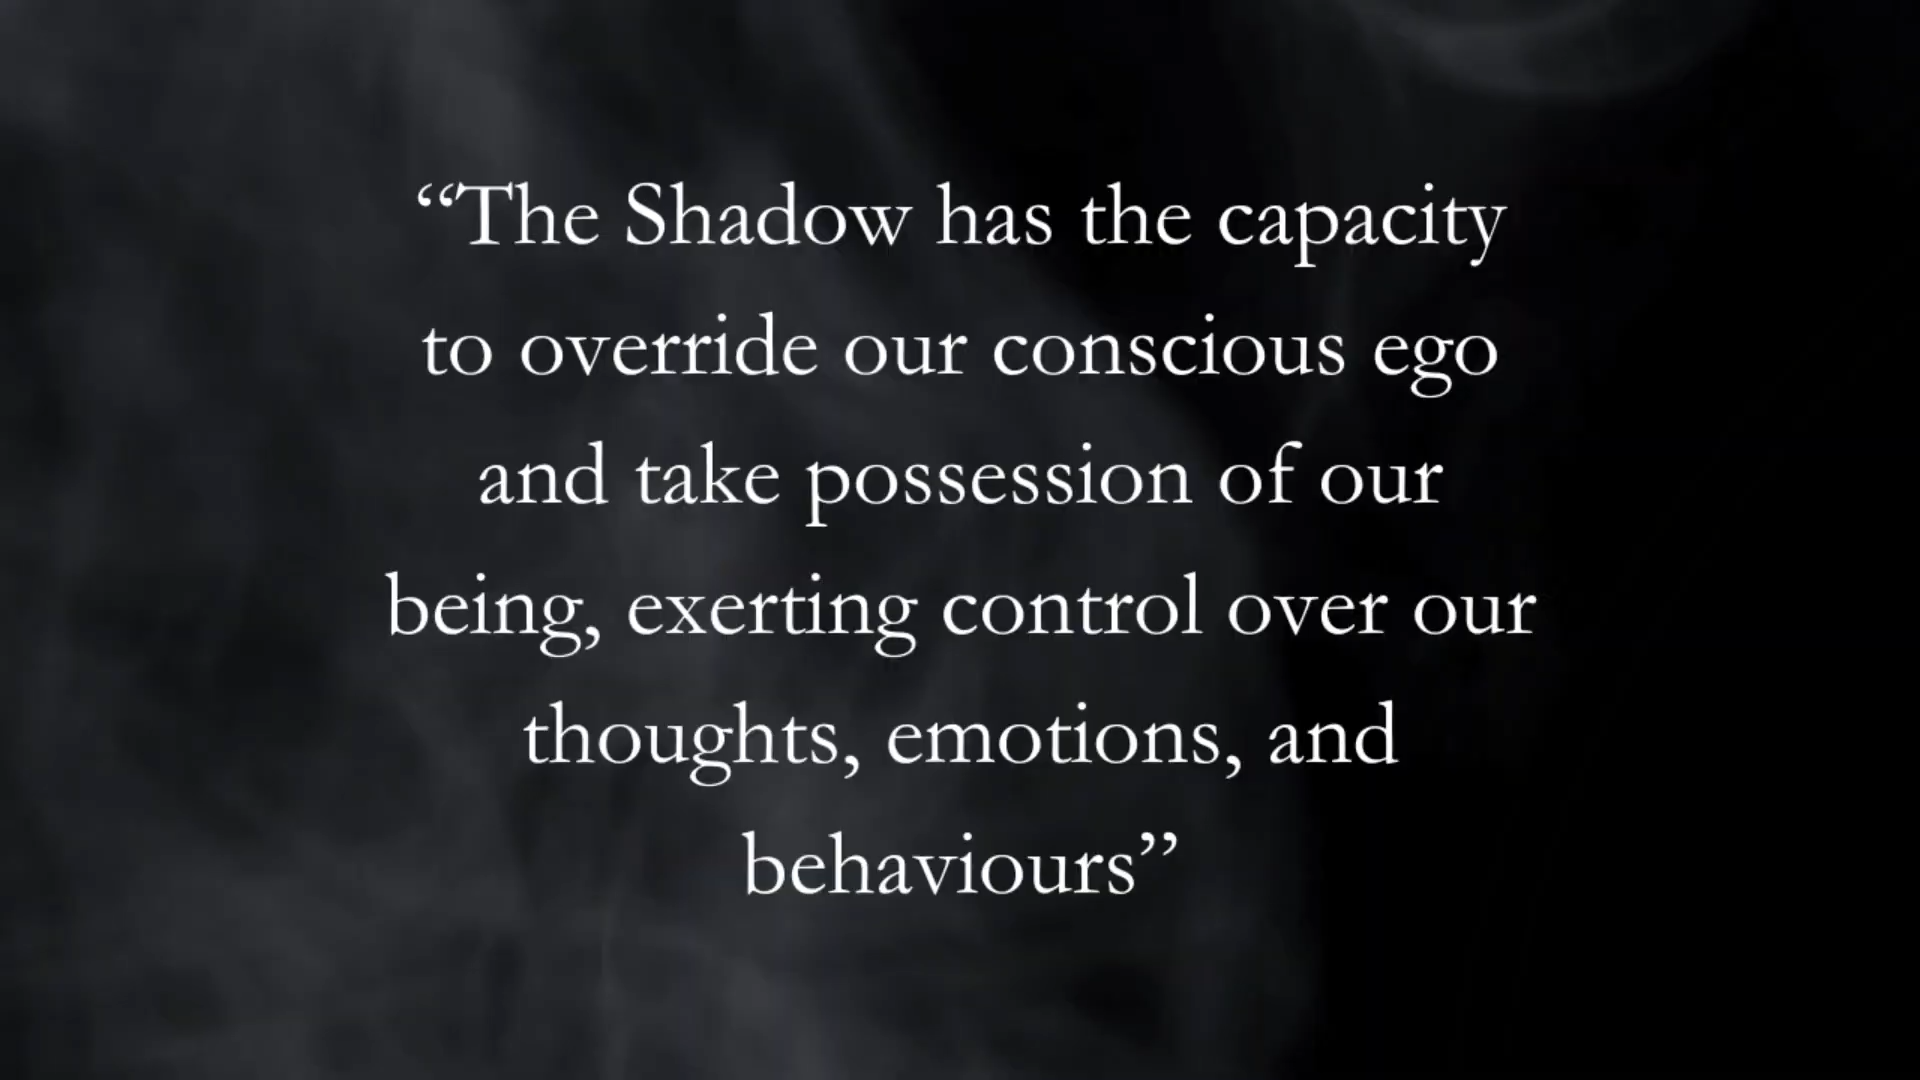 “The Shadow has the capacity
to override our conscious ego
and take possession of our
being, exerting control over our
thoughts, emotions, and
behaviours”